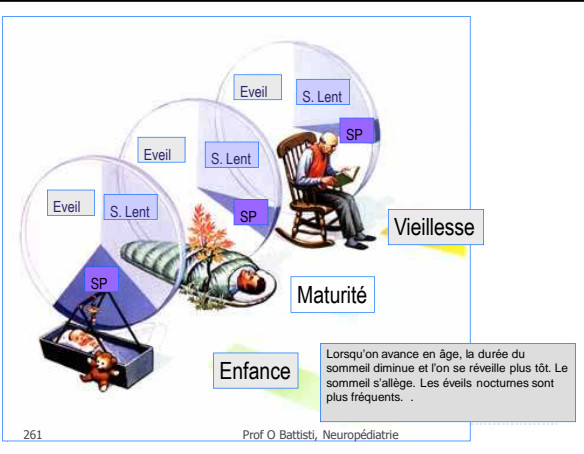 Eveil
S. Lent
SP
Eveil
S. Lent
SP
Eveil
S. Lent
SP
Vieillesse
Maturité
Enfance
Lorsqu'on avance en âge, la durée du
sommeil diminue et l'on se réveille plus tôt. Le
sommeil s'allège. Les éveils nocturnes sont
plus fréquents. .
261
Prof O Battisti, Neuropédiatrie